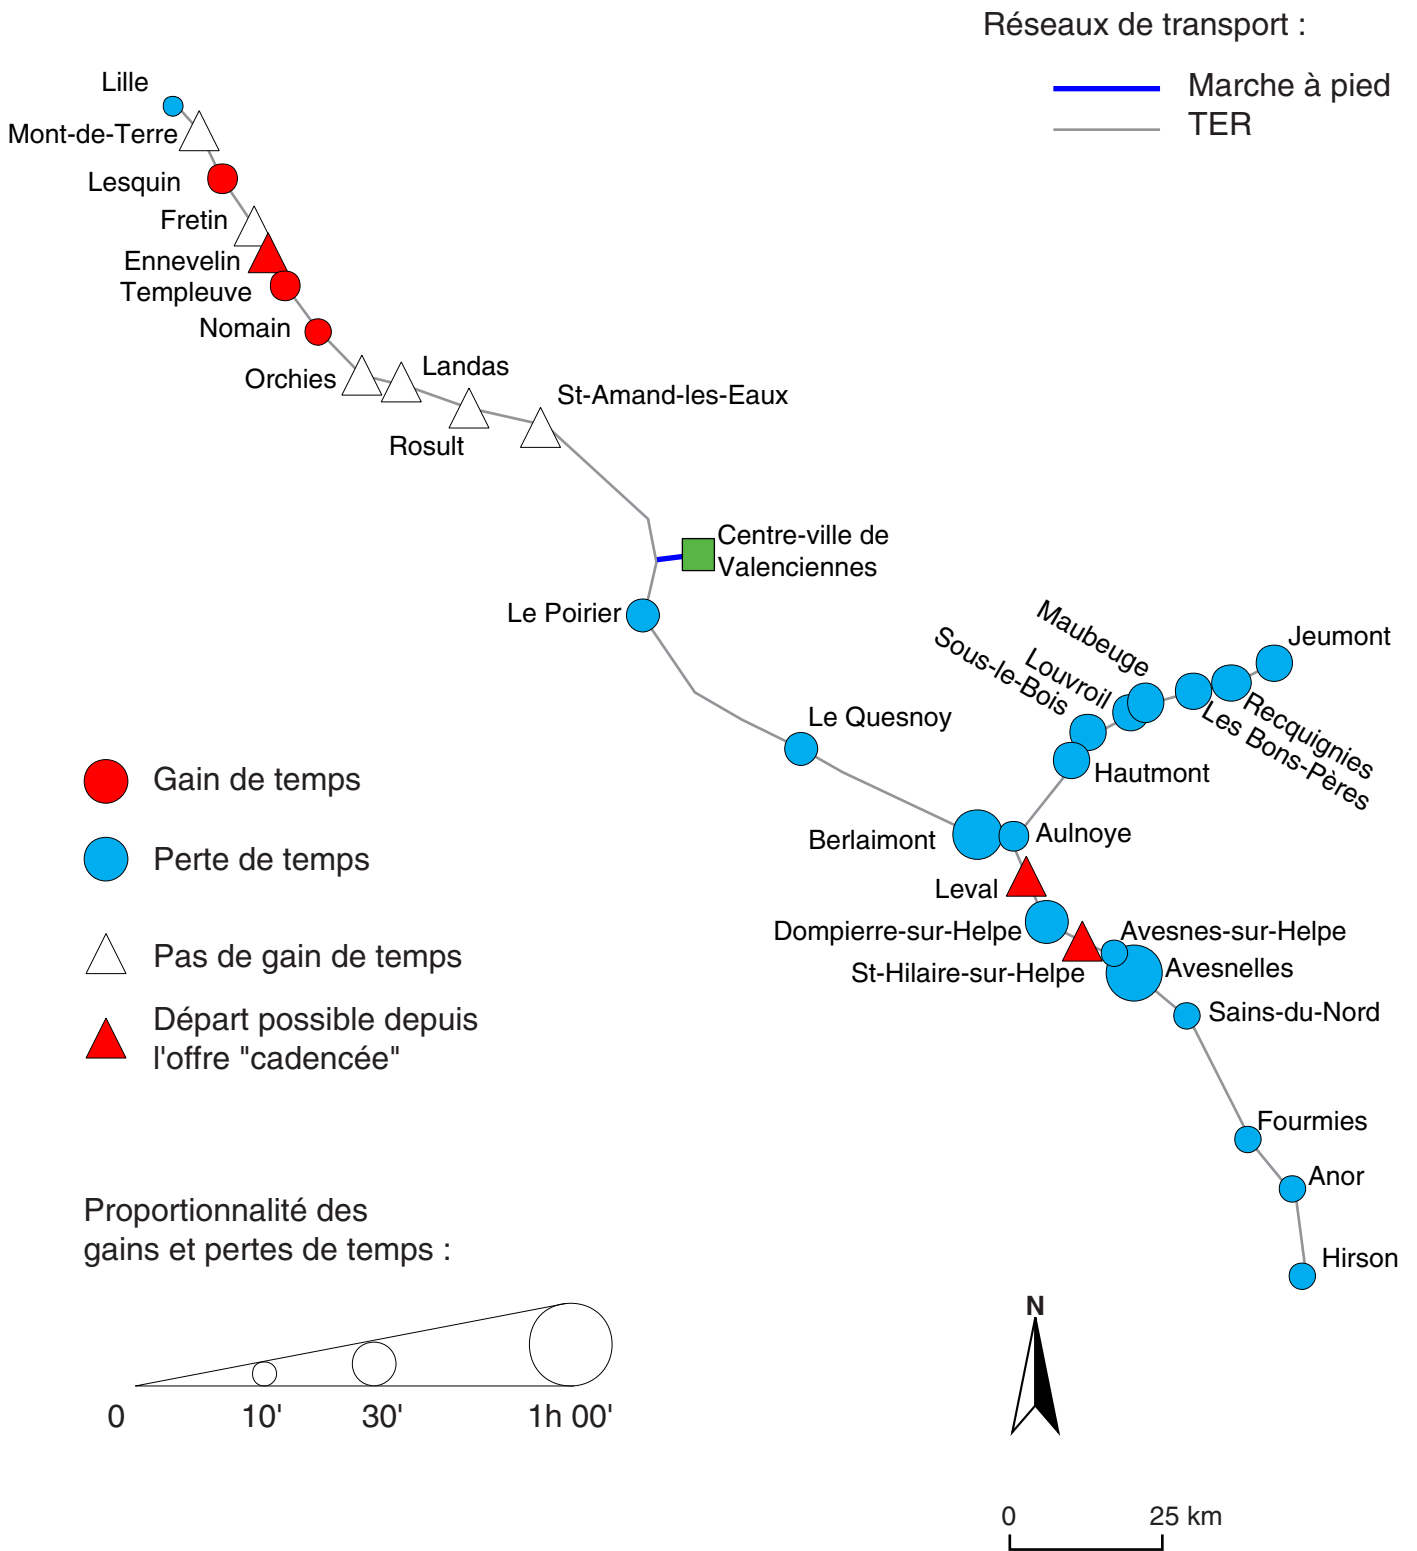 Réseaux de transport :
Marche à pied
TER
Lille
Mont-de-Terre
Lesquin
Fretin
Ennevelin
Templeuve
Nomain
Orchies
Landas
Rosult
St-Amand-les-Eaux
Centre-ville de
Valenciennes
Le Poirier
Le Quesnoy
Berlaimont
Aulnoye
Hautmont
Sous-le-Bois
Louvroil
Maubeuge
Les Bons-Pères
Recquignies
Jeumont
Leval
Dompierre-sur-Helpe
St-Hilaire-sur-Helpe
Avesnes-sur-Helpe
Avesnelles
Sains-du-Nord
Fourmies
Anor
Hirson
Gain de temps
Perte de temps
Pas de gain de temps
Départ possible depuis
l'offre "cadencée"
Proportionnalité des
gains et pertes de temps :
0 10' 30' 1h 00'
N
0 25 km